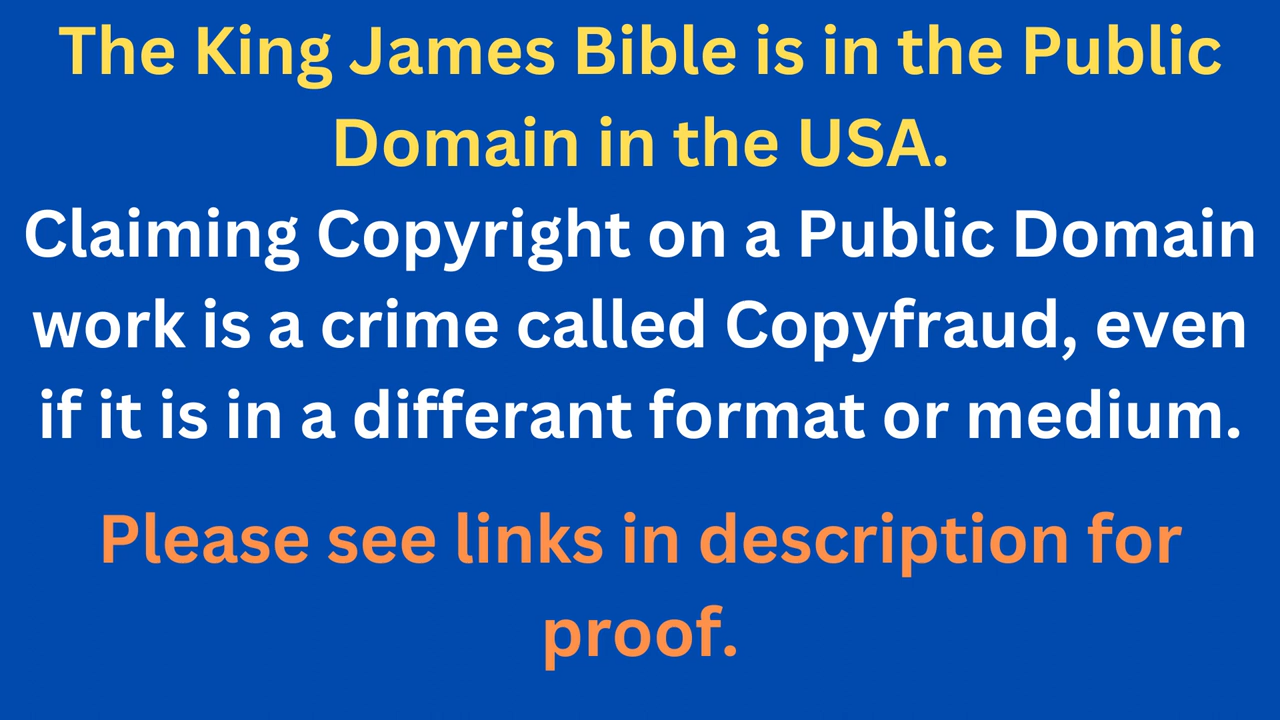 The King James Bible is in the Public
Domain in the USA.
Claiming Copyright on a Public Domain
work is a crime called Copyfraud, even
if it is in a differant format or medium.
Please see links in description for
proof.